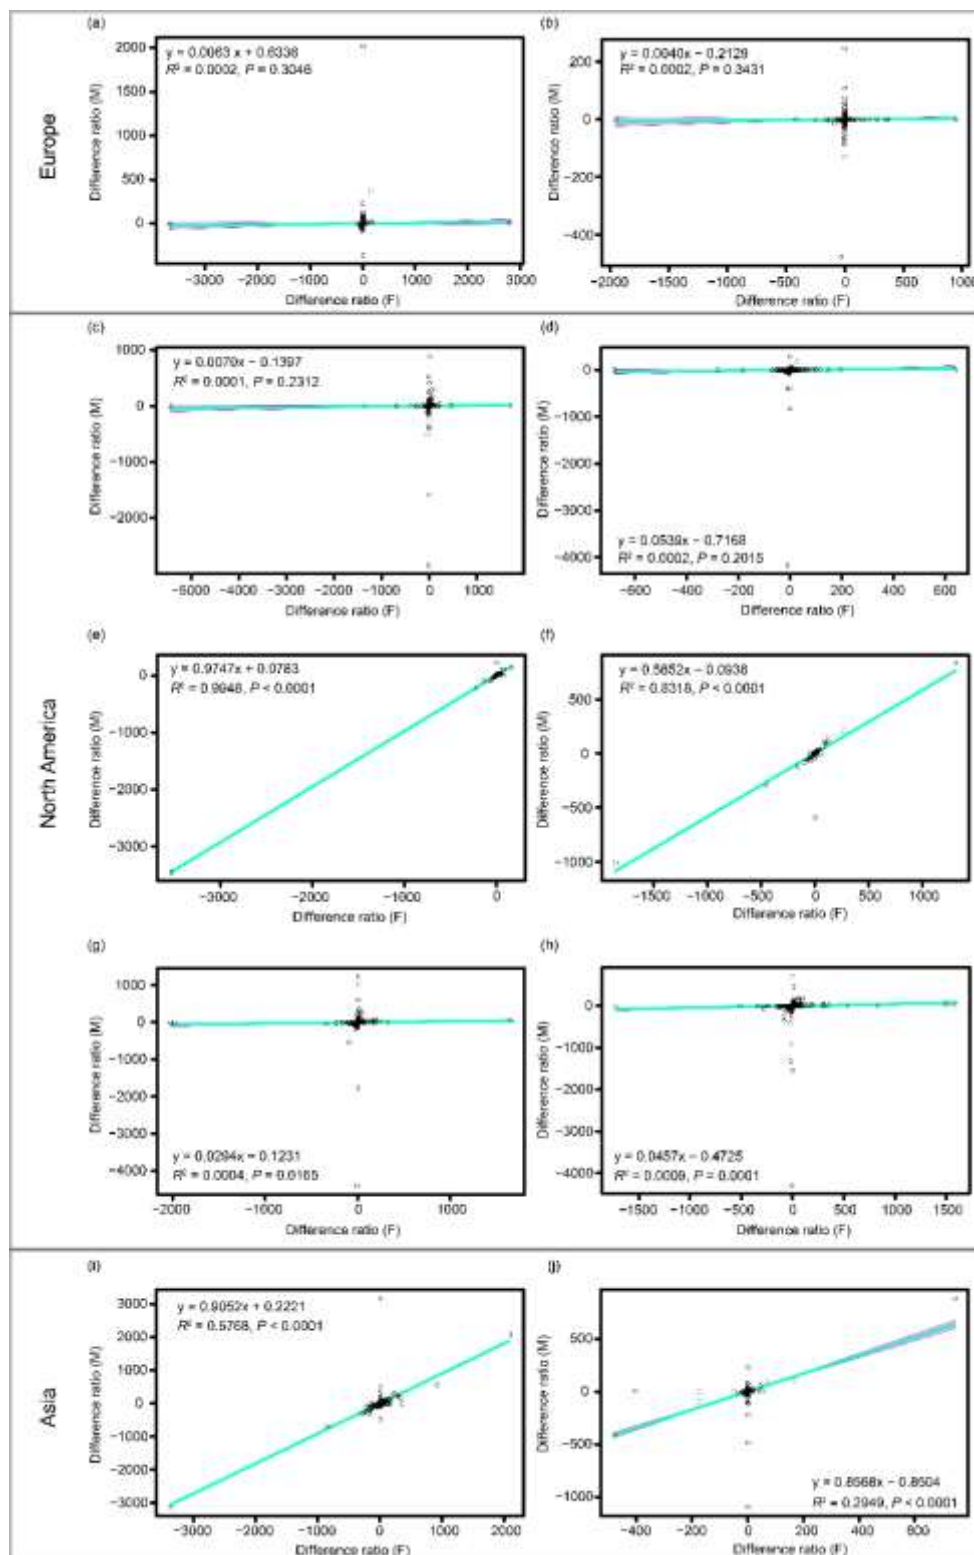 (a)
y = 0.0063 x + 0.6336
R² = 0.0002, P = 0.3046
2000
1500
1000
500
0
Difference ratio (M)
−3000 −2000 −1000 0 1000 2000 3000
Difference ratio (F)
(b)
y = 0.0040x − 0.2129
R² = 0.0002, P = 0.3431
200
0
−200
−400
Difference ratio (M)
−2000 −1500 −1000 −500 0 500 1000
Difference ratio (F)
Europe
(c)
y = 0.0079x − 0.1397
R² = 0.0001, P = 0.2312
1000
0
−1000
−2000
Difference ratio (M)
−5000 −4000 −3000 −2000 −1000 0 1000
Difference ratio (F)
(d)
0
−1000
−2000
−3000
−4000
Difference ratio (M)
y = 0.0539x − 0.7168
R² = 0.0002, P = 0.2015
−600 −400 −200 0 200 400 600
Difference ratio (F)
(e)
y = 0.9747x + 0.0783
R² = 0.9948, P < 0.0001
0
−1000
−2000
−3000
Difference ratio (M)
−3000 −2000 −1000 0
Difference ratio (F)
(f)
y = 0.5852x − 0.0938
R² = 0.8318, P < 0.0001
500
0
−500
−1000
Difference ratio (M)
−1500 −1000 −500 0 500 1000
Difference ratio (F)
North America
(g)
1000
0
−1000
−2000
−3000
−4000
Difference ratio (M)
y = 0.0294x − 0.1231
R² = 0.0004, P = 0.0165
−2000 −1000 0 1000
Difference ratio (F)
(h)
0
−1000
−2000
−3000
−4000
Difference ratio (M)
y = 0.0457x − 0.4725
R² = 0.0009, P = 0.0001
−1500 −1000 −500 0 500 1000 1500
Difference ratio (F)
(i)
y = 0.9052x + 0.2221
R² = 0.5768, P < 0.0001
3000
2000
1000
0
−1000
−2000
−3000
Difference ratio (M)
−3000 −2000 −1000 0 1000 2000
Difference ratio (F)
(j)
500
0
−500
−1000
Difference ratio (M)
y = 0.8568x − 0.8504
R² = 0.2949, P < 0.0001
−400 −200 0 200 400 600
Difference ratio (F)
Asia